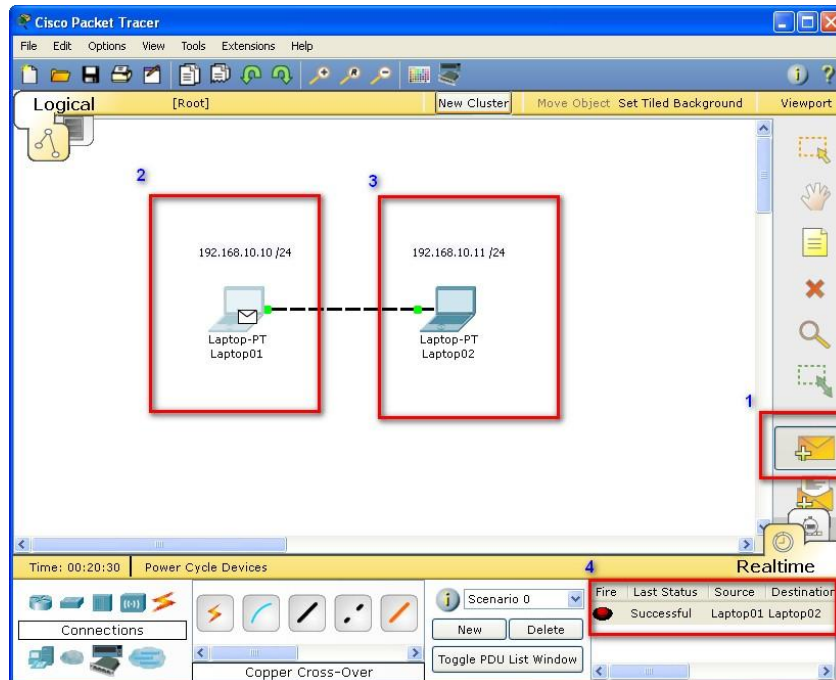 Cisco Packet Tracer
File Edit Options View Tools Extensions Help
Logical [Root] New Cluster Move Object Set Tiled Background Viewport
2
3
192.168.10.10 /24
192.168.10.11 /24
Laptop-PT
Laptop01
Laptop-PT
Laptop02
1
Time: 00:20:30 Power Cycle Devices
4
Realtime
Scenario 0
Fire Last Status Source Destination
Successful Laptop01 Laptop02
Connections
New Delete
Toggle PDU List Window
Copper Cross-Over